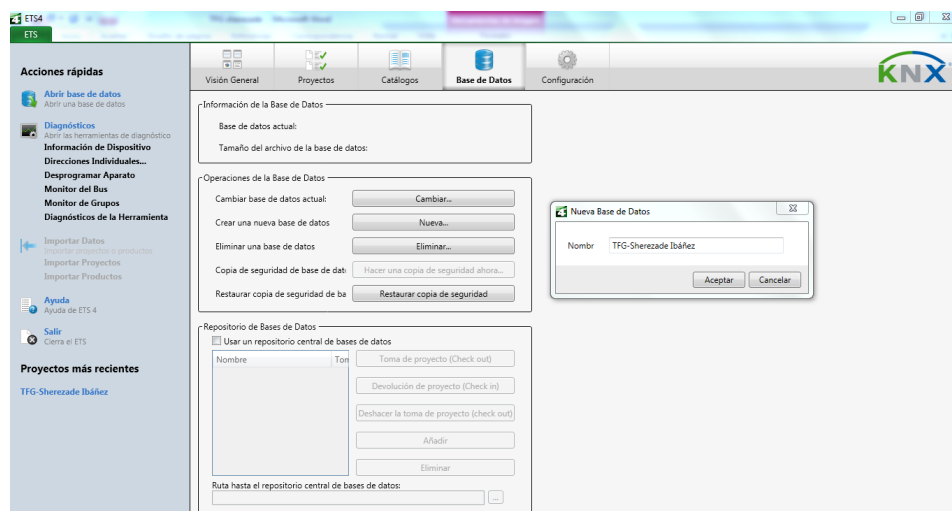 ETS4
ETS
Acciones rápidas
Abrir base de datos
Abrir una base de datos
Diagnósticos
Abrir las herramientas de diagnóstico
Información de Dispositivo
Direcciones Individuales...
Desprogramar Aparato
Monitor del Bus
Monitor de Grupos
Diagnósticos de la Herramienta
Importar Datos
Importar proyectos o productos
Importar Proyectos
Importar Productos
Ayuda
Ayuda de ETS 4
Salir
Cierra el ETS
Proyectos más recientes
TFG-Sherezade Ibáñez
Visión General
Proyectos
Catálogos
Base de Datos
Configuración
KNX
Información de la Base de Datos
Base de datos actual:
Tamaño del archivo de la base de datos:
Operaciones de la Base de Datos
Cambiar base de datos actual:
Cambiar...
Crear una nueva base de datos
Nueva...
Eliminar una base de datos
Eliminar...
Copia de seguridad de base de dat
Hacer una copia de seguridad ahora...
Restaurar copia de seguridad de ba
Restaurar copia de seguridad
Repositorio de Bases de Datos
Usar un repositorio central de bases de datos
Nombre
Tom
Toma de proyecto (Check out)
Devolución de proyecto (Check in)
Deshacer la toma de proyecto (check out)
Añadir
Eliminar
Ruta hasta el repositorio central de bases de datos:
...
Nueva Base de Datos
Nombr
TFG-Sherezade Ibáñez
Aceptar
Cancelar